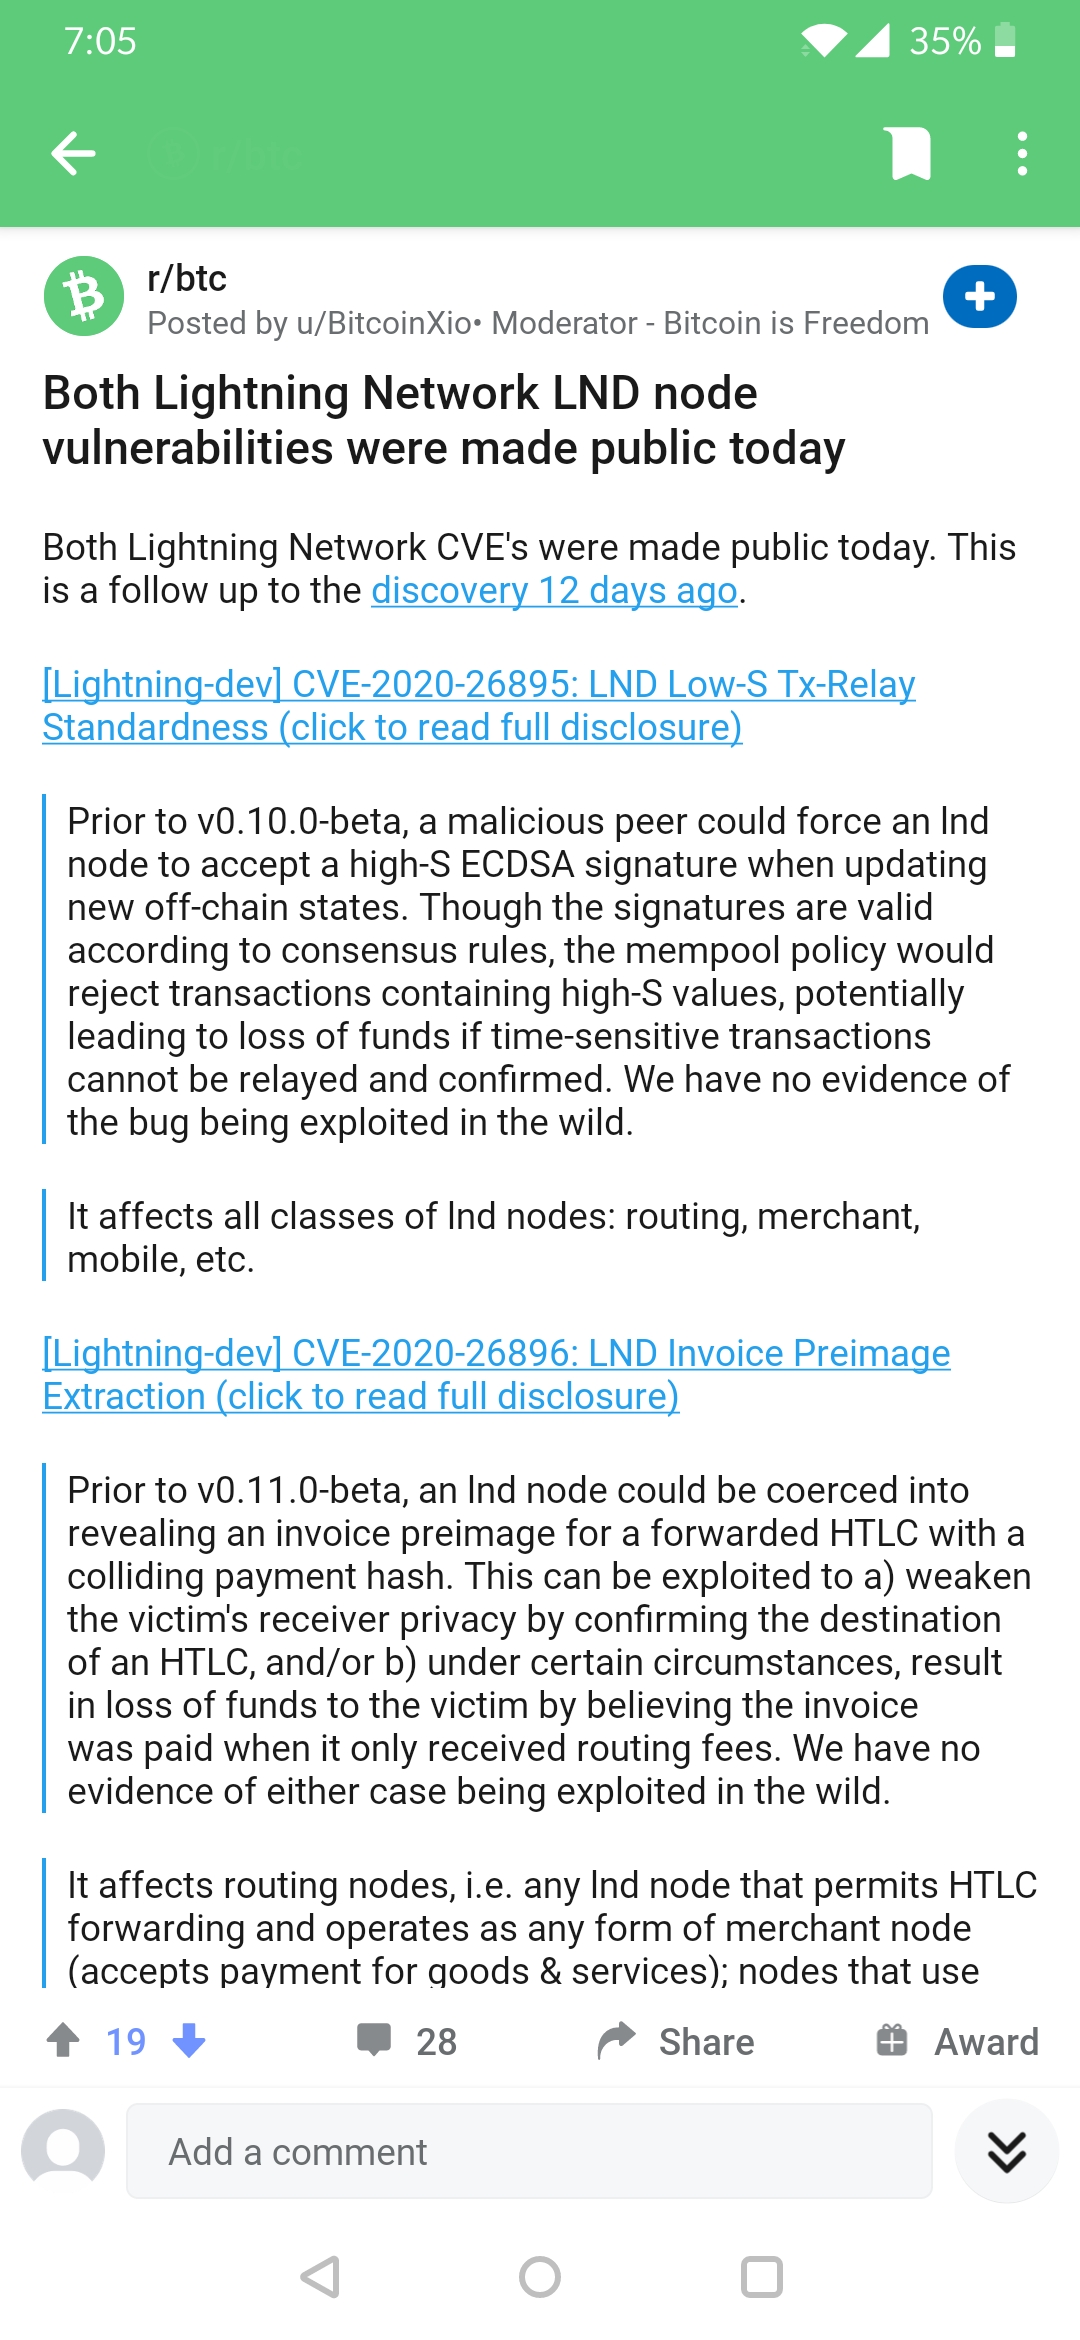 7:05
35%
r/btc
r/btc
Posted by u/BitcoinXio• Moderator - Bitcoin is Freedom
Both Lightning Network LND node
vulnerabilities were made public today
Both Lightning Network CVE's were made public today. This
is a follow up to the discovery 12 days ago.
[Lightning-dev] CVE-2020-26895: LND Low-S Tx-Relay
Standardness (click to read full disclosure)
Prior to v0.10.0-beta, a malicious peer could force an lnd
node to accept a high-S ECDSA signature when updating
new off-chain states. Though the signatures are valid
according to consensus rules, the mempool policy would
reject transactions containing high-S values, potentially
leading to loss of funds if time-sensitive transactions
cannot be relayed and confirmed. We have no evidence of
the bug being exploited in the wild.
It affects all classes of lnd nodes: routing, merchant,
mobile, etc.
[Lightning-dev] CVE-2020-26896: LND Invoice Preimage
Extraction (click to read full disclosure)
Prior to v0.11.0-beta, an lnd node could be coerced into
revealing an invoice preimage for a forwarded HTLC with a
colliding payment hash. This can be exploited to a) weaken
the victim's receiver privacy by confirming the destination
of an HTLC, and/or b) under certain circumstances, result
in loss of funds to the victim by believing the invoice
was paid when it only received routing fees. We have no
evidence of either case being exploited in the wild.
It affects routing nodes, i.e. any lnd node that permits HTLC
forwarding and operates as any form of merchant node
(accepts payment for goods & services); nodes that use
19
28
Share
Award
Add a comment